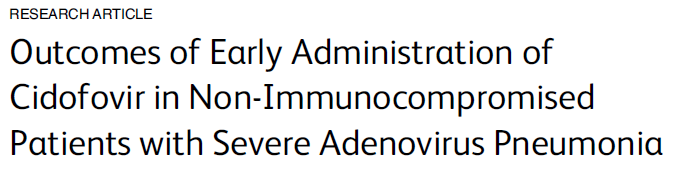 RESEARCH ARTICLE
Outcomes of Early Administration of
Cidofovir in Non-Immunocompromised
Patients with Severe Adenovirus Pneumonia